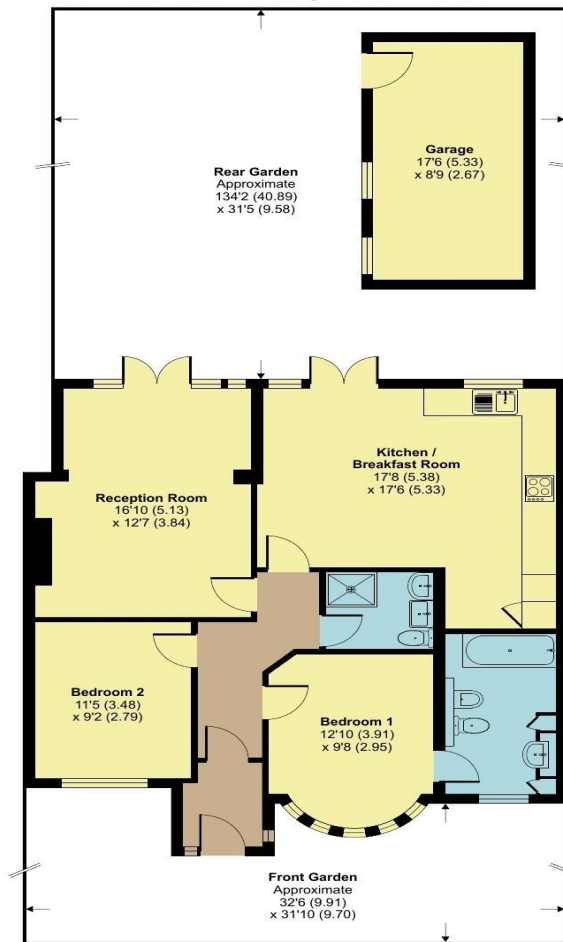 Garage
17'6 (5.33)
x 8'9 (2.67)
Rear Garden
Approximate
134'2 (40.89)
x 31'5 (9.58)
Kitchen /
Breakfast Room
17'8 (5.38)
x 17'6 (5.33)
Reception Room
16'10 (5.13)
x 12'7 (3.84)
Bedroom 2
11'5 (3.48)
x 9'2 (2.79)
Bedroom 1
12'10 (3.91)
x 9'8 (2.95)
Front Garden
Approximate
32'6 (9.91)
x 31'10 (9.70)